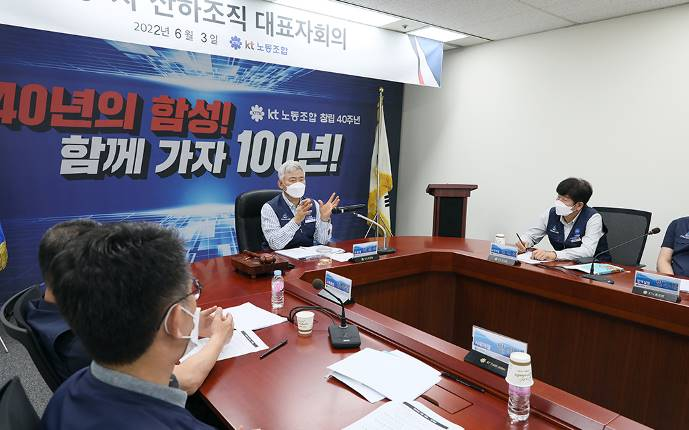 산하조직 대표자회의
2022년 6월 3일 kt 노동조합
40년의 함성! kt 노동조합 창립 40주년
함께 가자 100년!